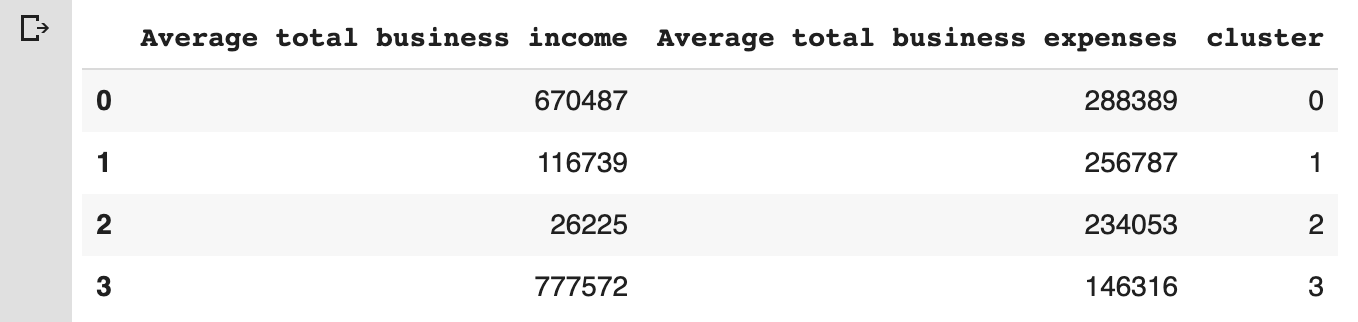 Average total business income Average total business expenses cluster
0 670487 288389 0
1 116739 256787 1
2 26225 234053 2
3 777572 146316 3